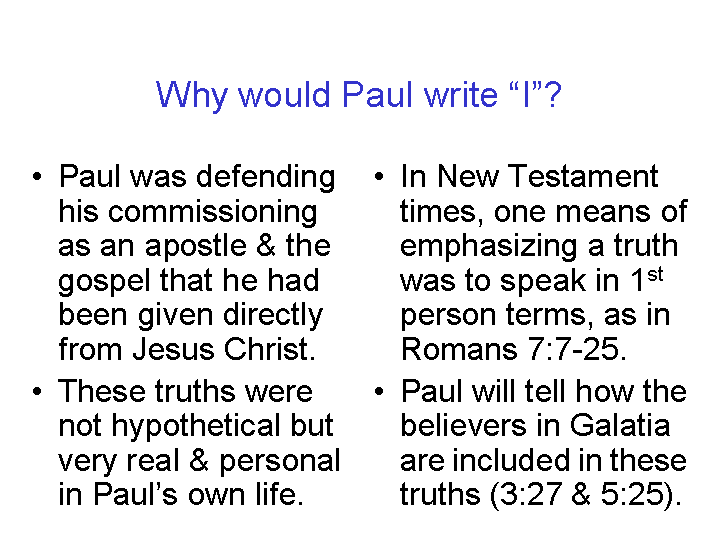 Why would Paul write “I”?
• Paul was defending
his commissioning
as an apostle & the
gospel that he had
been given directly
from Jesus Christ.
• These truths were
not hypothetical but
very real & personal
in Paul’s own life.
• In New Testament
times, one means of
emphasizing a truth
was to speak in 1st
person terms, as in
Romans 7:7-25.
• Paul will tell how the
believers in Galatia
are included in these
truths (3:27 & 5:25).